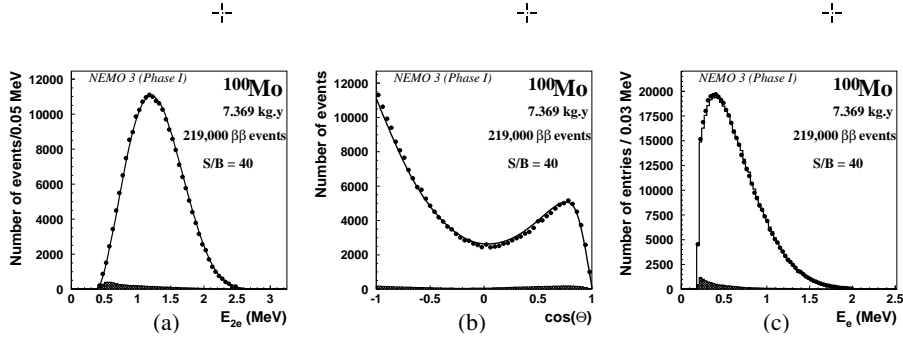 Number of events/0.05 MeV
12000
10000
8000
6000
4000
2000
0
NEMO 3 (Phase I)
¹⁰⁰Mo
7.369 kg.y
219,000 ββ events
S/B = 40
0 0.5 1 1.5 2 2.5 3
E₂ₑ (MeV)
(a)
Number of events
12000
10000
8000
6000
4000
2000
0
NEMO 3 (Phase I)
¹⁰⁰Mo
7.369 kg.y
219,000 ββ events
S/B = 40
-1 -0.5 0 0.5 1
cos(Θ)
(b)
Number of entries / 0.03 MeV
20000
17500
15000
12500
10000
7500
5000
2500
0
NEMO 3 (Phase I)
¹⁰⁰Mo
7.369 kg.y
219,000 ββ events
S/B = 40
0 0.5 1 1.5 2 2.5
Eₑ (MeV)
(c)